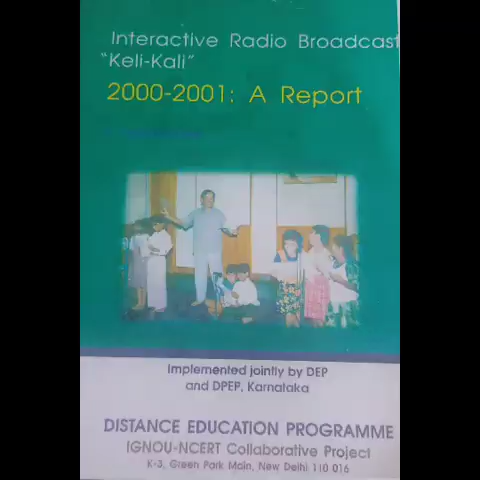 Interactive Radio Broadcast
"Keli-Kali"
2000-2001: A Report
Implemented jointly by DEP
and DPEP, Karnataka
DISTANCE EDUCATION PROGRAMME
IGNOU-NCERT Collaborative Project
K-3, Green Park Main, New Delhi 110 016